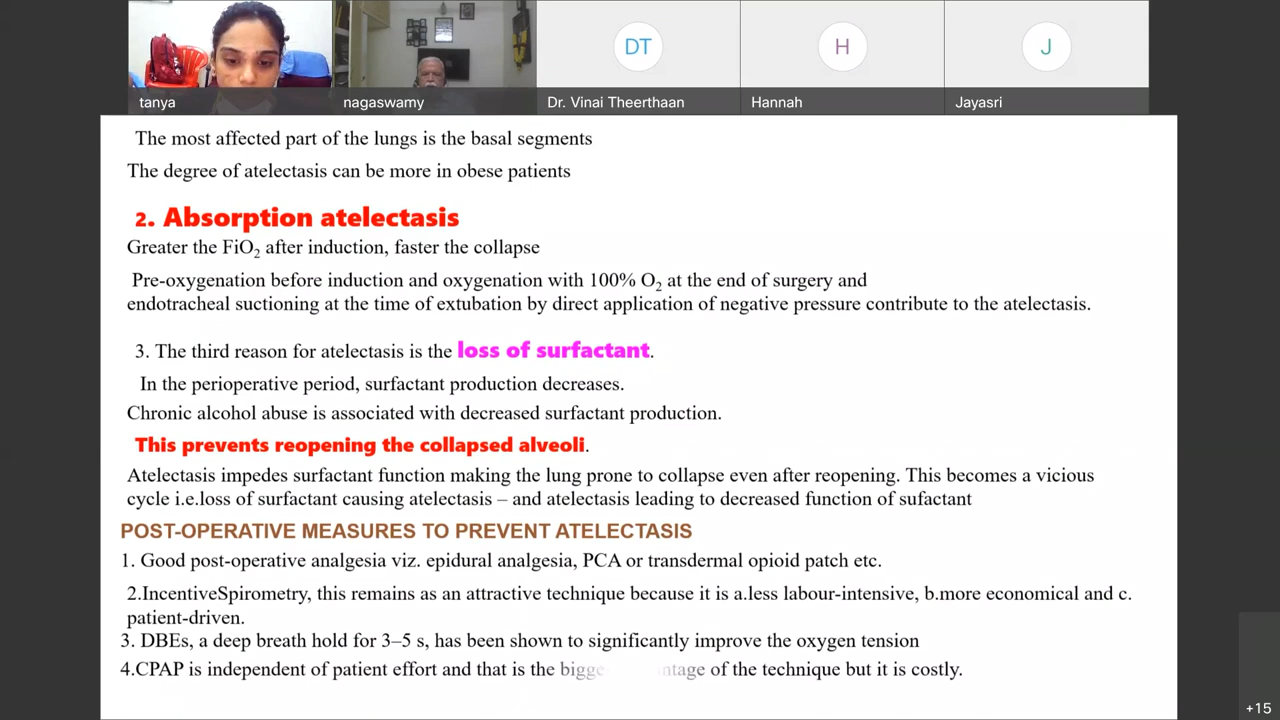 DT
H
J
tanya
nagaswamy
Dr. Vinai Theerthaan
Hannah
Jayasri
The most affected part of the lungs is the basal segments
The degree of atelectasis can be more in obese patients
2. Absorption atelectasis
Greater the FiO₂ after induction, faster the collapse
Pre-oxygenation before induction and oxygenation with 100% O₂ at the end of surgery and
endotracheal suctioning at the time of extubation by direct application of negative pressure contribute to the atelectasis.
3. The third reason for atelectasis is the loss of surfactant.
In the perioperative period, surfactant production decreases.
Chronic alcohol abuse is associated with decreased surfactant production.
This prevents reopening the collapsed alveoli.
Atelectasis impedes surfactant function making the lung prone to collapse even after reopening. This becomes a vicious
cycle i.e.loss of surfactant causing atelectasis – and atelectasis leading to decreased function of sufactant
POST-OPERATIVE MEASURES TO PREVENT ATELECTASIS
1. Good post-operative analgesia viz. epidural analgesia, PCA or transdermal opioid patch etc.
2.IncentiveSpirometry, this remains as an attractive technique because it is a.less labour-intensive, b.more economical and c.
patient-driven.
3. DBEs, a deep breath hold for 3–5 s, has been shown to significantly improve the oxygen tension
4.CPAP is independent of patient effort and that is the of the technique but it is costly.
+15